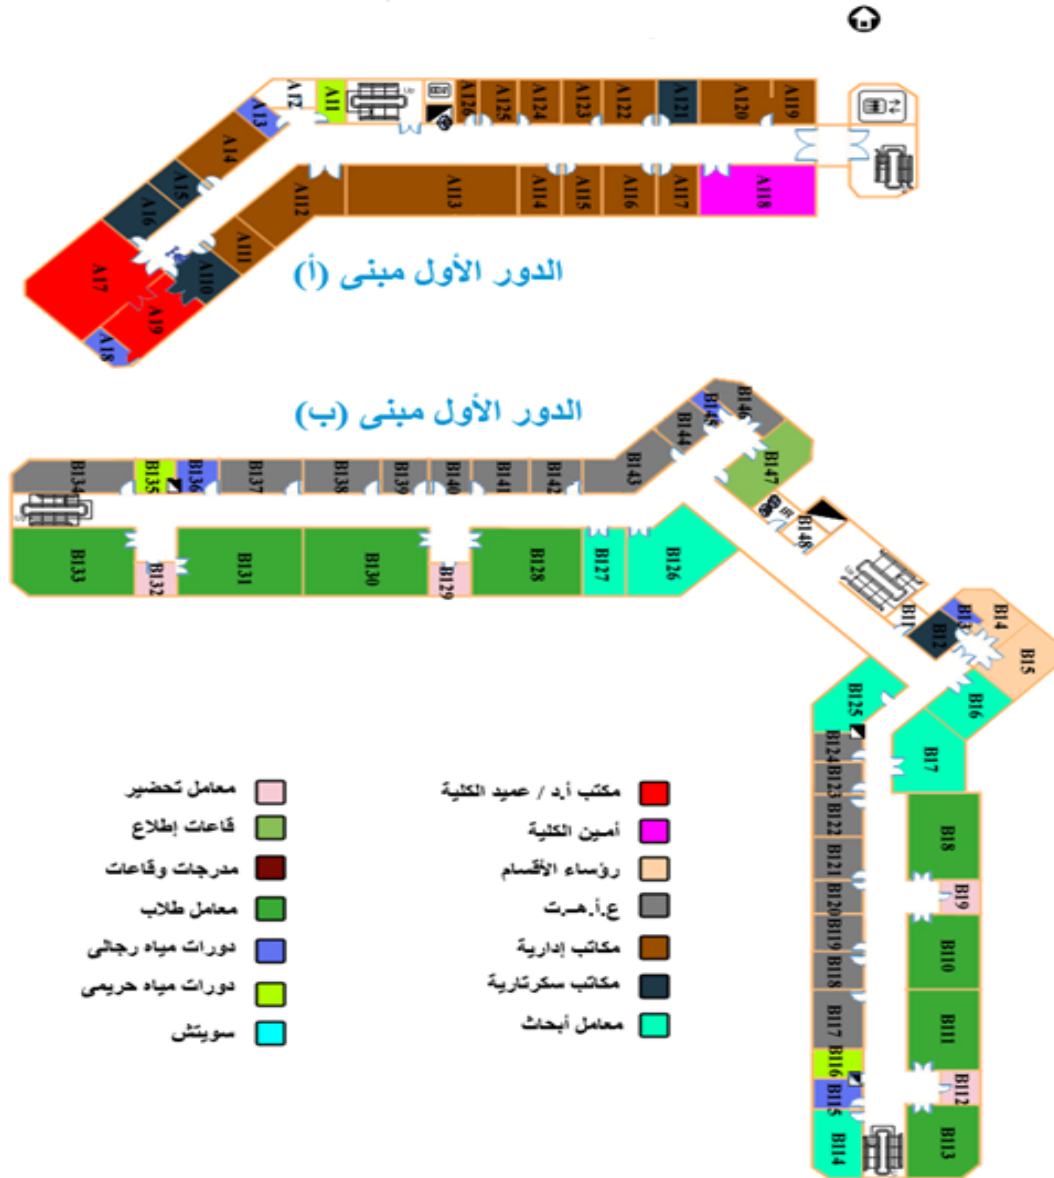 A11
A12
A13
A14
A15
A16
A17
A18
A19
A110
A111
A112
A113
A114
A115
A116
A117
A118
A119
A120
A121
A122
A123
A124
A125
A126
Up
الدور الأول مبنى (أ)
الدور الأول مبنى (ب)
B146
B145
B144
B143
B142
B141
B140
B139
B138
B137
B136
B135
B134
B147
B148
B133
B132
B131
B130
B129
B128
B127
B126
B11
B12
B13
B14
B15
B16
B17
B18
B19
B110
B111
B112
B113
B114
B115
B116
B117
B118
B119
B120
B121
B122
B123
B124
B125
مكتب أ.د / عميد الكلية
أمين الكلية
رؤساء الأقسام
ع.أ.هـ.ت
مكاتب إدارية
مكاتب سكرتارية
معامل أبحاث
معامل تحضير
قاعات إطلاع
مدرجات وقاعات
معامل طلاب
دورات مياه رجالى
دورات مياه حريمى
سويتش